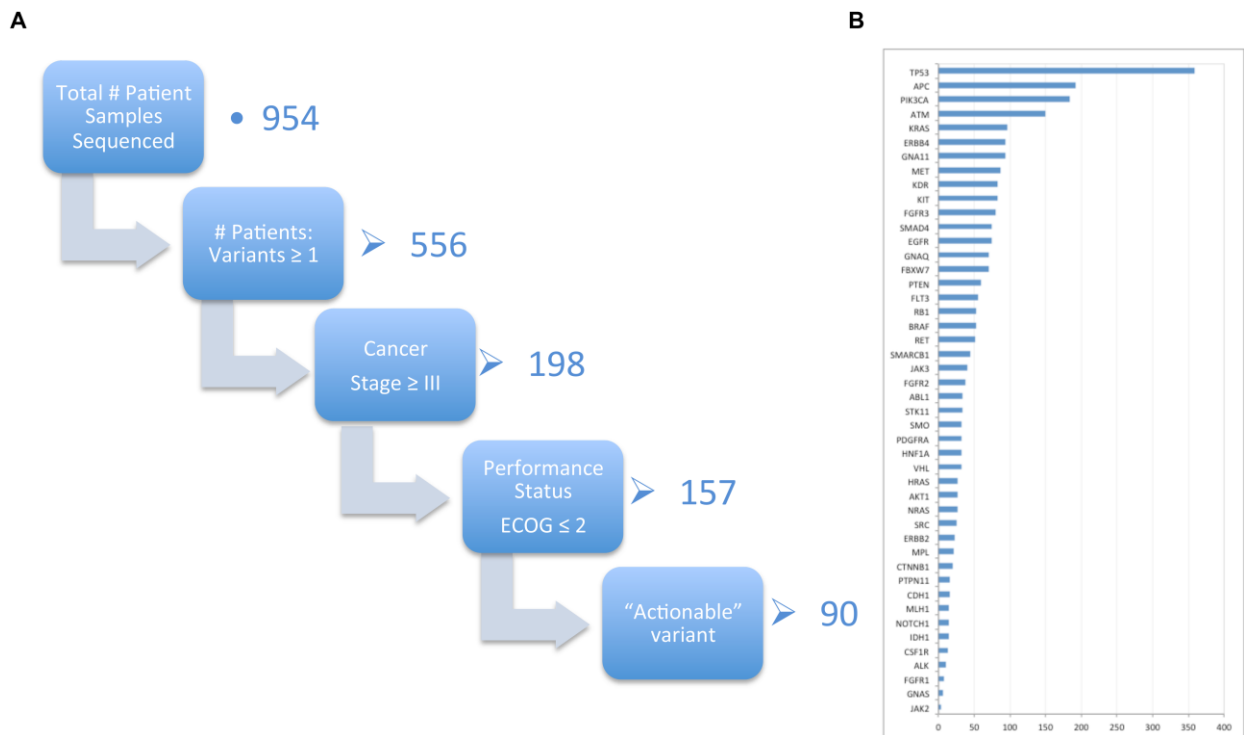 A
Total # Patient
Samples
Sequenced
• 954
# Patients:
Variants ≥ 1
➢ 556
Cancer
Stage ≥ III
➢ 198
Performance
Status
ECOG ≤ 2
➢ 157
“Actionable”
variant
➢ 90
B
TP53
APC
PIK3CA
ATM
KRAS
ERBB4
GNA11
MET
KDR
KIT
FGFR3
SMAD4
EGFR
GNAQ
FBXW7
PTEN
FLT3
RB1
BRAF
RET
SMARCB1
JAK3
FGFR2
ABL1
STK11
SMO
PDGFRA
HNF1A
VHL
HRAS
AKT1
NRAS
SRC
ERBB2
MPL
CTNNB1
PTPN11
CDH1
MLH1
NOTCH1
IDH1
CSF1R
ALK
FGFR1
GNAS
JAK2
0 50 100 150 200 250 300 350 400